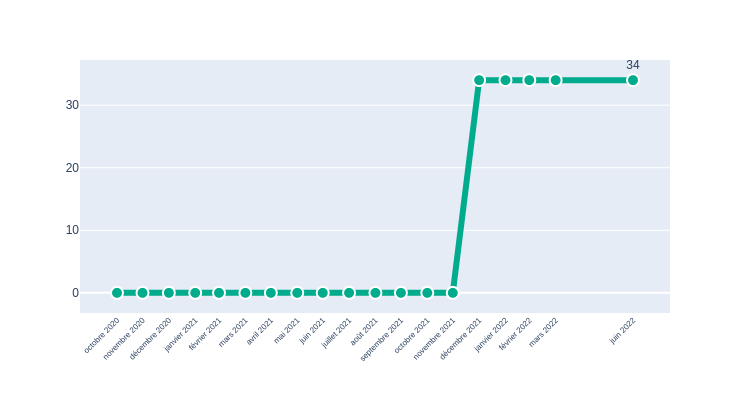 34
30
20
10
0
octobre 2020
novembre 2020
décembre 2020
janvier 2021
février 2021
mars 2021
avril 2021
mai 2021
juin 2021
juillet 2021
août 2021
septembre 2021
octobre 2021
novembre 2021
décembre 2021
janvier 2022
février 2022
mars 2022
juin 2022